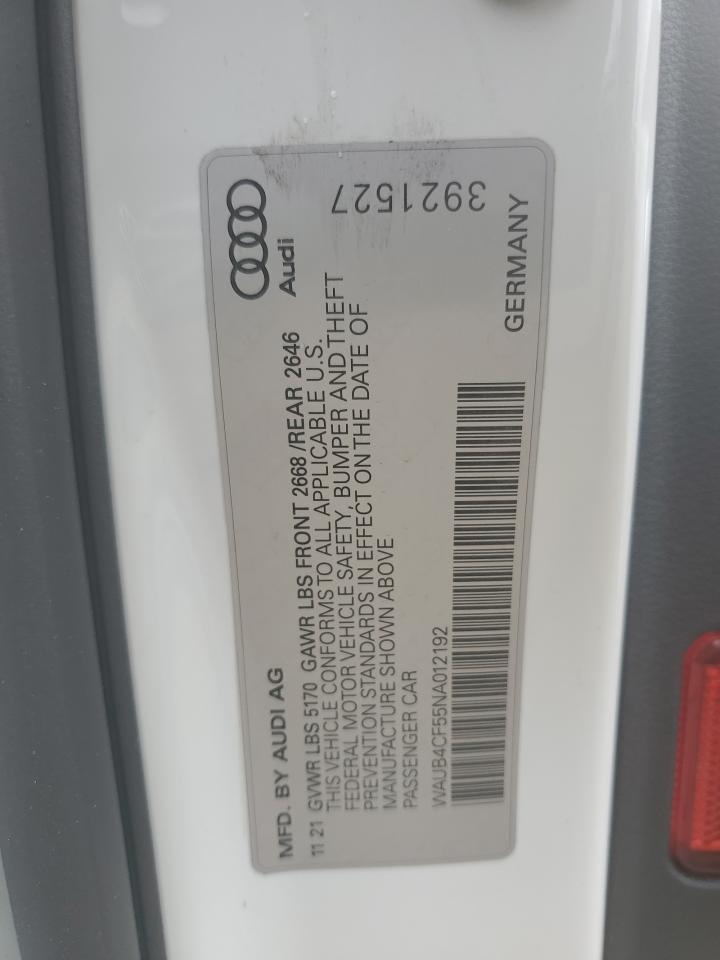 MFD. BY AUDI AG
Audi
11 21 GVWR LBS 5170 GAWR LBS FRONT 2668/REAR 2646
THIS VEHICLE CONFORMS TO ALL APPLICABLE U.S.
FEDERAL MOTOR VEHICLE SAFETY, BUMPER AND THEFT
PREVENTION STANDARDS IN EFFECT ON THE DATE OF
MANUFACTURE SHOWN ABOVE
PASSENGER CAR
WAUB4CF55NA012192
GERMANY
3921527